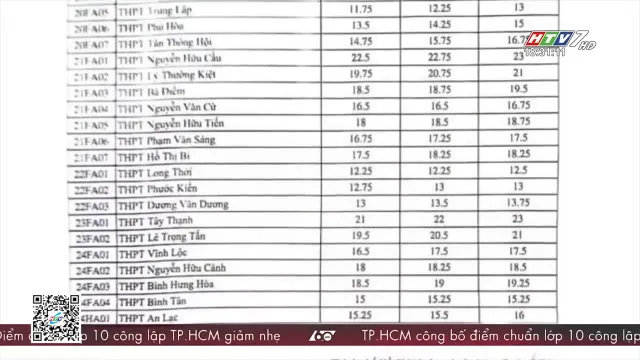 20FA05 THPT Trung Lập 11.75 12.25 13
20FA06 THPT Phú Hòa 13.5 14.25 15
20FA07 THPT Tân Thông Hội 14.75 15.75 16.75
21FA01 THPT Nguyễn Hữu Cầu 22.5 22.75 23
21FA02 THPT Lý Thường Kiệt 19.75 20.75 21
21FA03 THPT Bà Điểm 18.5 18.75 19.5
21FA04 THPT Nguyễn Văn Cừ 16.5 16.5 16.75
21FA05 THPT Nguyễn Hữu Tiến 18 18.5 18.75
21FA06 THPT Phạm Văn Sáng 16.75 17.25 17.5
21FA07 THPT Hồ Thị Bi 17.5 18.25 18.25
22FA01 THPT Long Thới 12.25 12.25 12.5
22FA02 THPT Phước Kiển 12.75 13 13
22FA03 THPT Dương Văn Dương 13 13.5 13.75
23FA01 THPT Tây Thạnh 21 22 23
23FA02 THPT Lê Trọng Tấn 19.5 20.5 21
24FA01 THPT Vĩnh Lộc 16.5 17.5 17.5
24FA02 THPT Nguyễn Hữu Cảnh 18 18.25 18.5
24FA03 THPT Bình Hưng Hòa 18.5 19 19.25
24FA04 THPT Bình Tân 15 15.25 15.25
24HA01 THPT An Lạc 15.25 15.5 16
HTV7 HD
18:31:11
Điểm lớp 10 công lập TP.HCM giảm nhẹ 60 TP.HCM công bố điểm chuẩn lớp 10 công lập